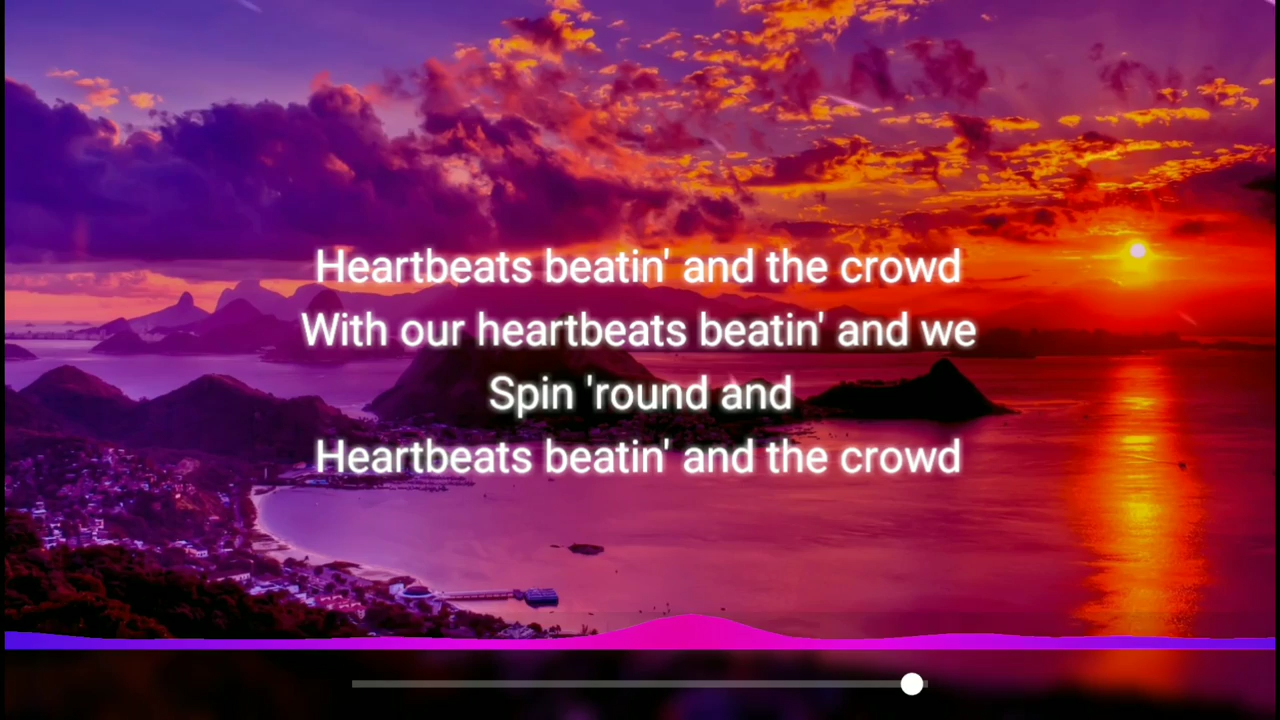 Heartbeats beatin' and the crowd
With our heartbeats beatin' and we
Spin 'round and
Heartbeats beatin' and the crowd